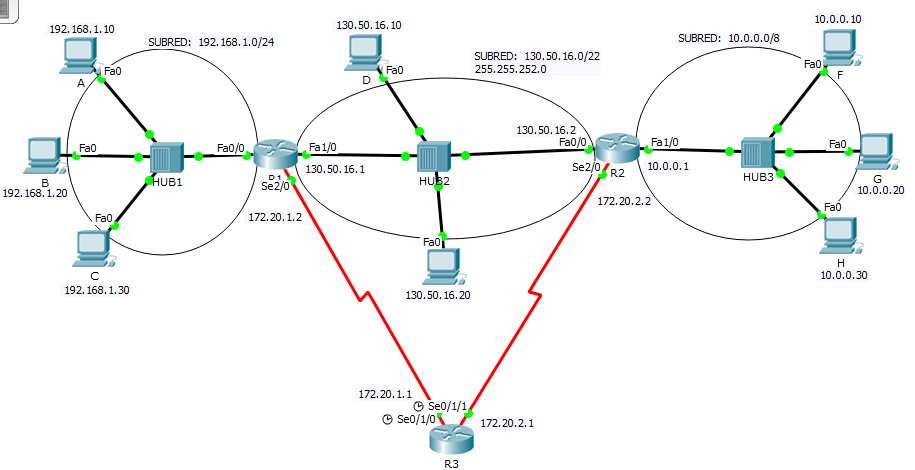 192.168.1.10
A
Fa0
SUBRED: 192.168.1.0/24
B
Fa0
192.168.1.20
HUB1
Fa0/0
C
Fa0
192.168.1.30
R1
Se2/0
Fa1/0
130.50.16.1
172.20.1.2
130.50.16.10
D
Fa0
SUBRED: 130.50.16.0/22
255.255.252.0
HUB2
Fa0
130.50.16.20
130.50.16.2
Fa0/0
Se2/0
R2
172.20.2.2
Fa1/0
10.0.0.1
SUBRED: 10.0.0.0/8
10.0.0.10
Fa0
F
HUB3
Fa0
G
10.0.0.20
Fa0
H
10.0.0.30
172.20.1.1
Se0/1/1
Se0/1/0
172.20.2.1
R3